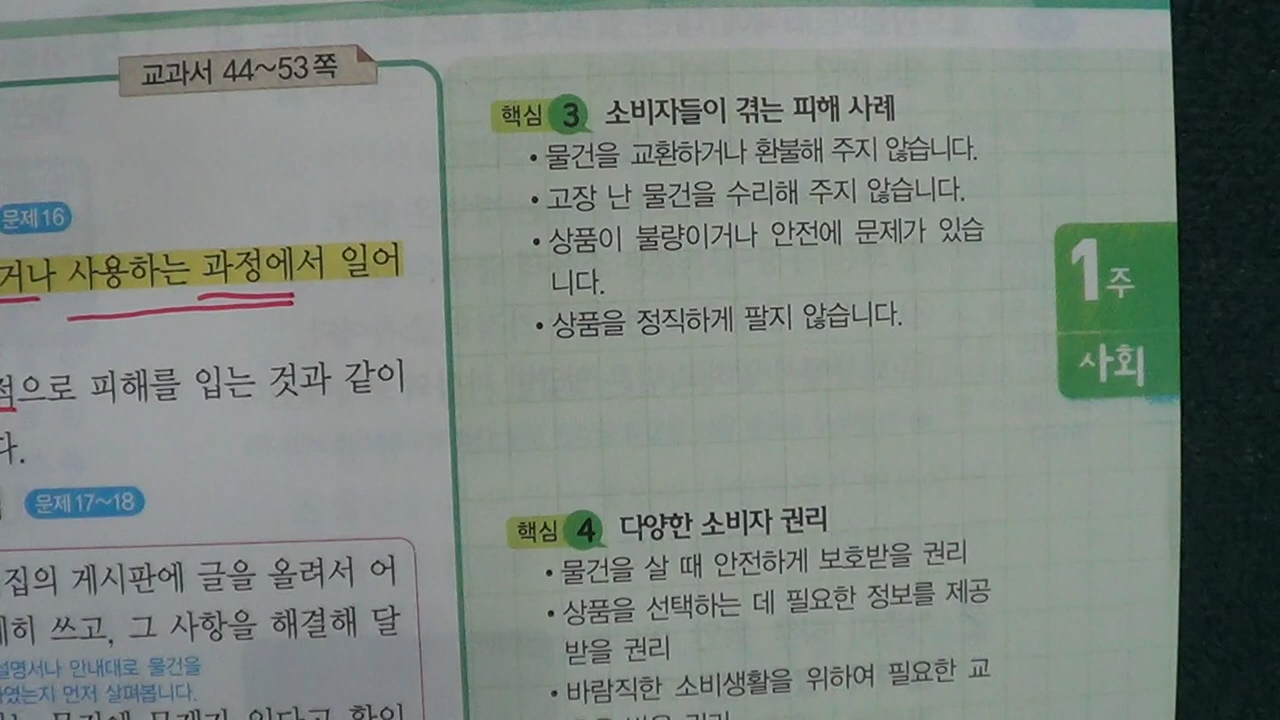 교과서 44~53쪽
문제16
거나 사용하는 과정에서 일어
적으로 피해를 입는 것과 같이
다.
문제17~18
집의 게시판에 글을 올려서 어
히 쓰고, 그 사항을 해결해 달
설명서나 안내대로 물건을
였는지 먼저 살펴봅니다.
핵심 3 소비자들이 겪는 피해 사례
• 물건을 교환하거나 환불해 주지 않습니다.
• 고장 난 물건을 수리해 주지 않습니다.
• 상품이 불량이거나 안전에 문제가 있습
니다.
• 상품을 정직하게 팔지 않습니다.
핵심 4 다양한 소비자 권리
• 물건을 살 때 안전하게 보호받을 권리
• 상품을 선택하는 데 필요한 정보를 제공
받을 권리
• 바람직한 소비생활을 위하여 필요한 교
1주
사회